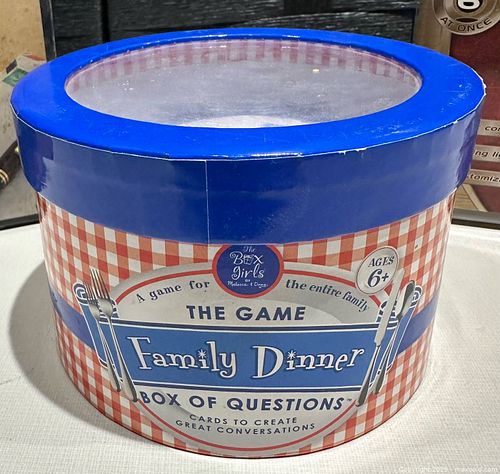 8
AT ONCE
The
BOX
Girls
A game for the entire family
AGES
6+
THE GAME
Family Dinner
BOX OF QUESTIONS
CARDS TO CREATE
GREAT CONVERSATIONS